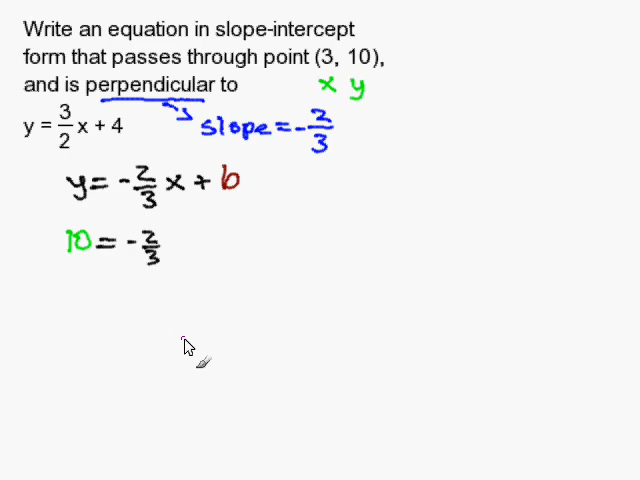 Write an equation in slope-intercept
form that passes through point (3, 10),
and is perpendicular to
x y
y = 3/2 x + 4
slope = -2/3
y = -2/3 x + b
10 = -2/3